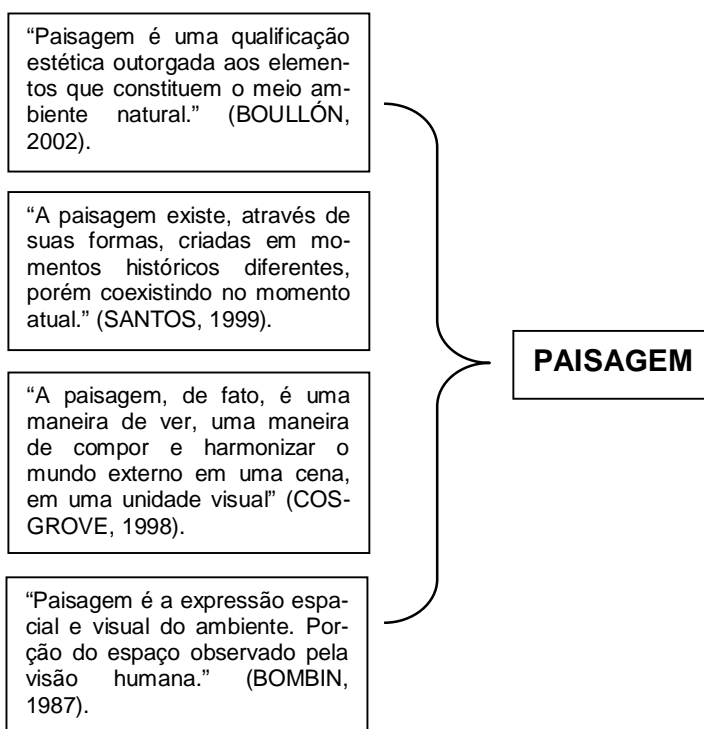 “Paisagem é uma qualificação
estética outorgada aos elemen-
tos que constituem o meio am-
biente natural.” (BOULLÓN,
2002).
“A paisagem existe, através de
suas formas, criadas em mo-
mentos históricos diferentes,
porém coexistindo no momento
atual.” (SANTOS, 1999).
“A paisagem, de fato, é uma
maneira de ver, uma maneira
de compor e harmonizar o
mundo externo em uma cena,
em uma unidade visual” (COS-
GROVE, 1998).
“Paisagem é a expressão espa-
cial e visual do ambiente. Por-
ção do espaço observado pela
visão humana.” (BOMBIN,
1987).
PAISAGEM